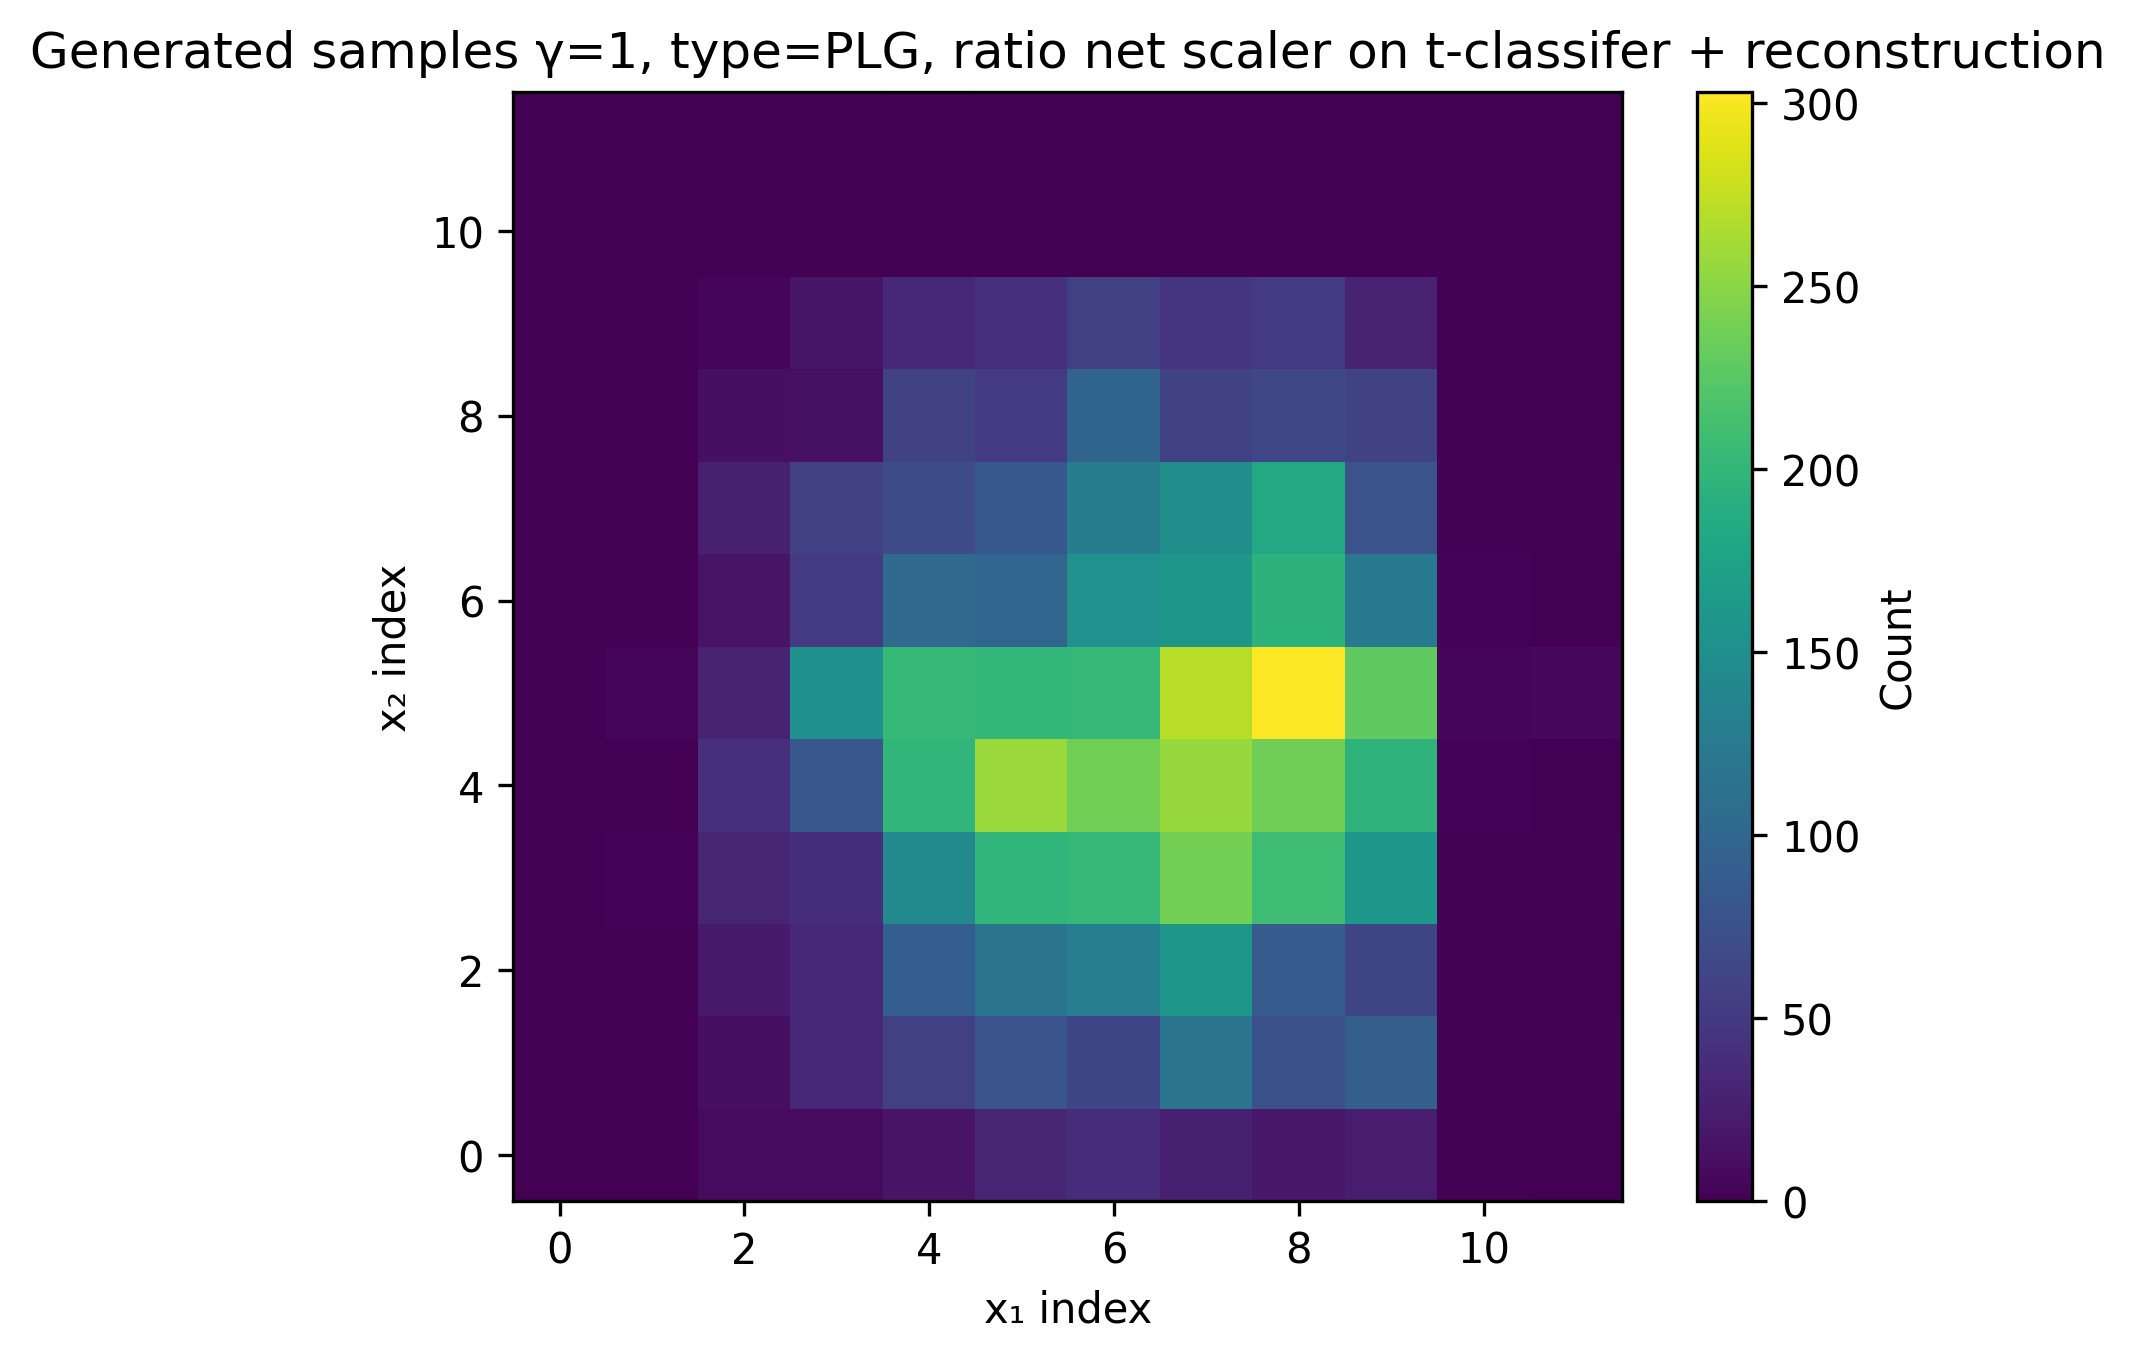 Generated samples γ=1, type=PLG, ratio net scaler on t-classifer + reconstruction
300
250
200
150
100
50
0
Count
10
8
6
4
2
0
x₂ index
0 2 4 6 8 10
x₁ index